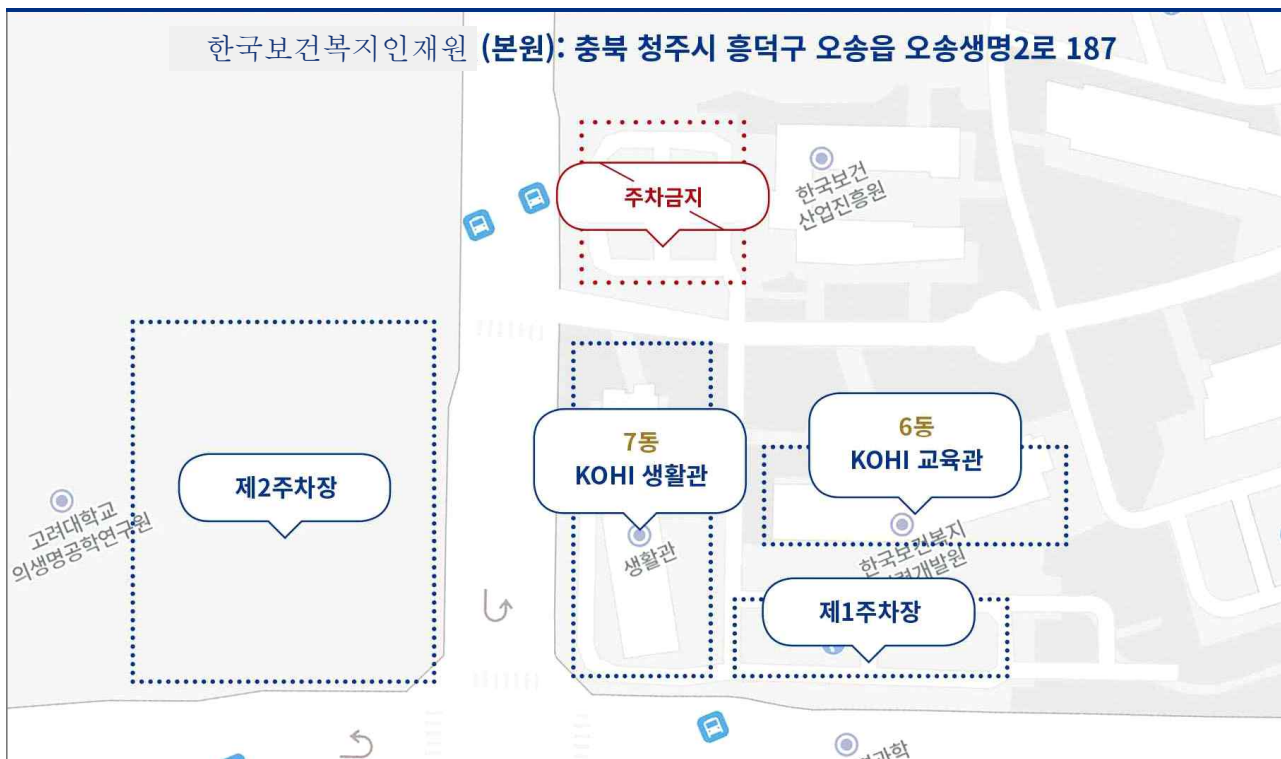 한국보건복지인재원 (본원): 충북 청주시 흥덕구 오송읍 오송생명2로 187
주차금지
한국보건
산업진흥원
7동
KOHI 생활관
6동
KOHI 교육관
제2주차장
고려대학교
의생명공학연구원
생활관
한국보건복지
개발원
제1주차장